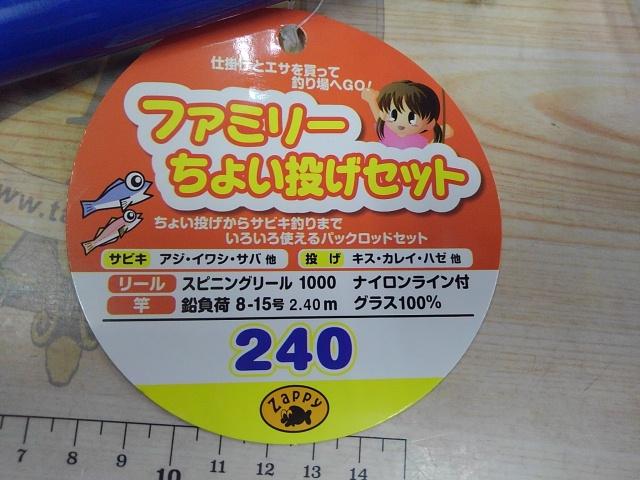 仕掛けとエサを買って
釣り場へGO!
ファミリー
ちょい投げセット
ちょい投げからサビキ釣りまで
いろいろ使えるパックロッドセット
サビキ アジ・イワシ・サバ 他 投げ キス・カレイ・ハゼ 他
リール スピニングリール 1000 ナイロンライン付
竿 鉛負荷 8-15号 2.40m グラス100%
240
Zappy
7 8 9 10 11 12 13 14